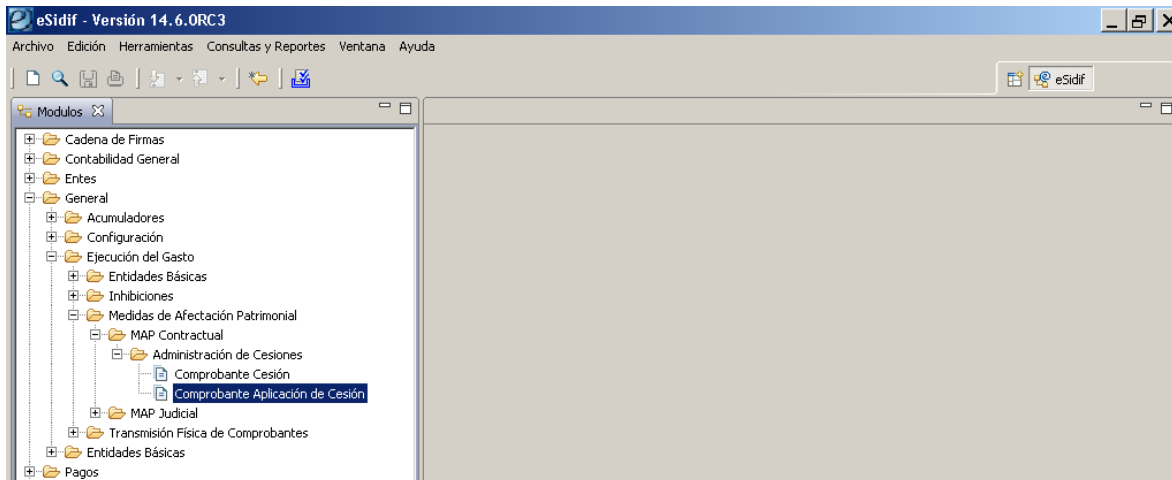 eSidif - Versión 14.6.0RC3
Archivo Edición Herramientas Consultas y Reportes Ventana Ayuda
eSidif
Modulos
Cadena de Firmas
Contabilidad General
Entes
General
Acumuladores
Configuración
Ejecución del Gasto
Entidades Básicas
Inhibiciones
Medidas de Afectación Patrimonial
MAP Contractual
Administración de Cesiones
Comprobante Cesión
Comprobante Aplicación de Cesión
MAP Judicial
Transmisión Física de Comprobantes
Entidades Básicas
Pagos